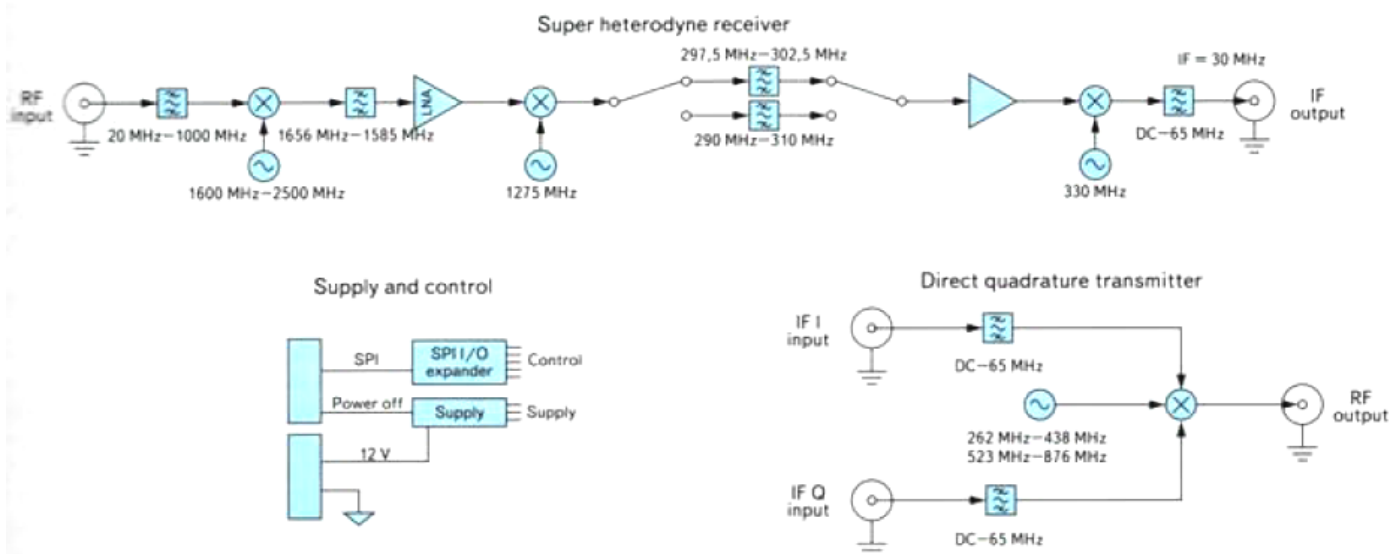 Super heterodyne receiver
297,5 MHz–302,5 MHz
IF = 30 MHz
RF
input
LNA
IF
output
20 MHz–1000 MHz
1656 MHz–1585 MHz
290 MHz–310 MHz
DC–65 MHz
1600 MHz–2500 MHz
1275 MHz
330 MHz
Supply and control
SPI
SPI I/O
expander
Control
Power off
Supply
Supply
12 V
Direct quadrature transmitter
IF I
input
DC–65 MHz
RF
output
262 MHz–438 MHz
523 MHz–876 MHz
IF Q
input
DC–65 MHz